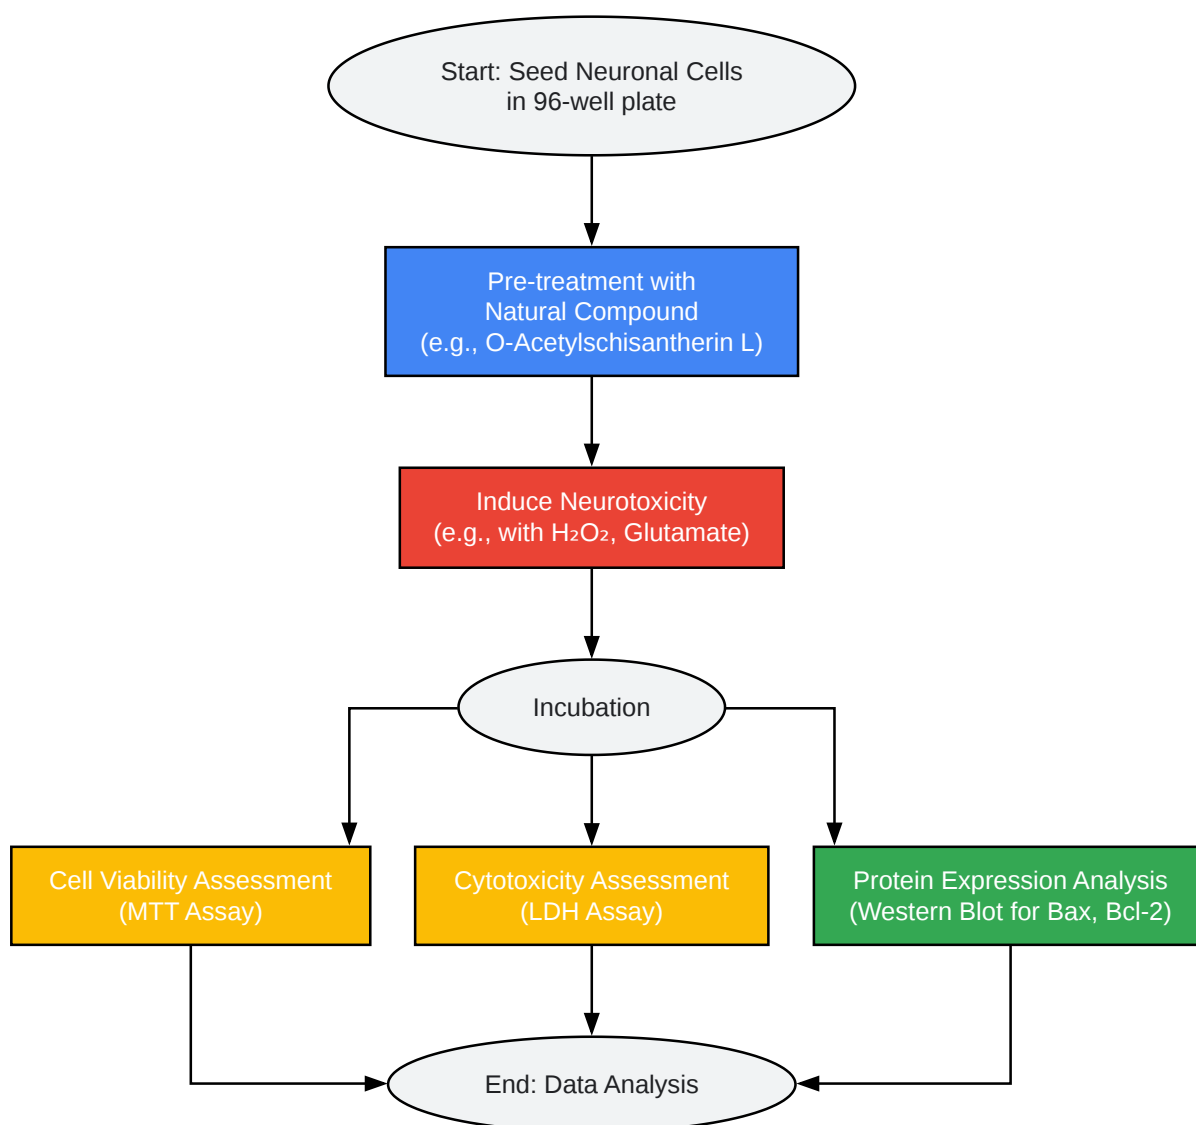 Start: Seed Neuronal Cells
in 96-well plate
Pre-treatment with
Natural Compound
(e.g., O-Acetylschisantherin L)
Induce Neurotoxicity
(e.g., with H₂O₂, Glutamate)
Incubation
Cell Viability Assessment
(MTT Assay)
Cytotoxicity Assessment
(LDH Assay)
Protein Expression Analysis
(Western Blot for Bax, Bcl-2)
End: Data Analysis